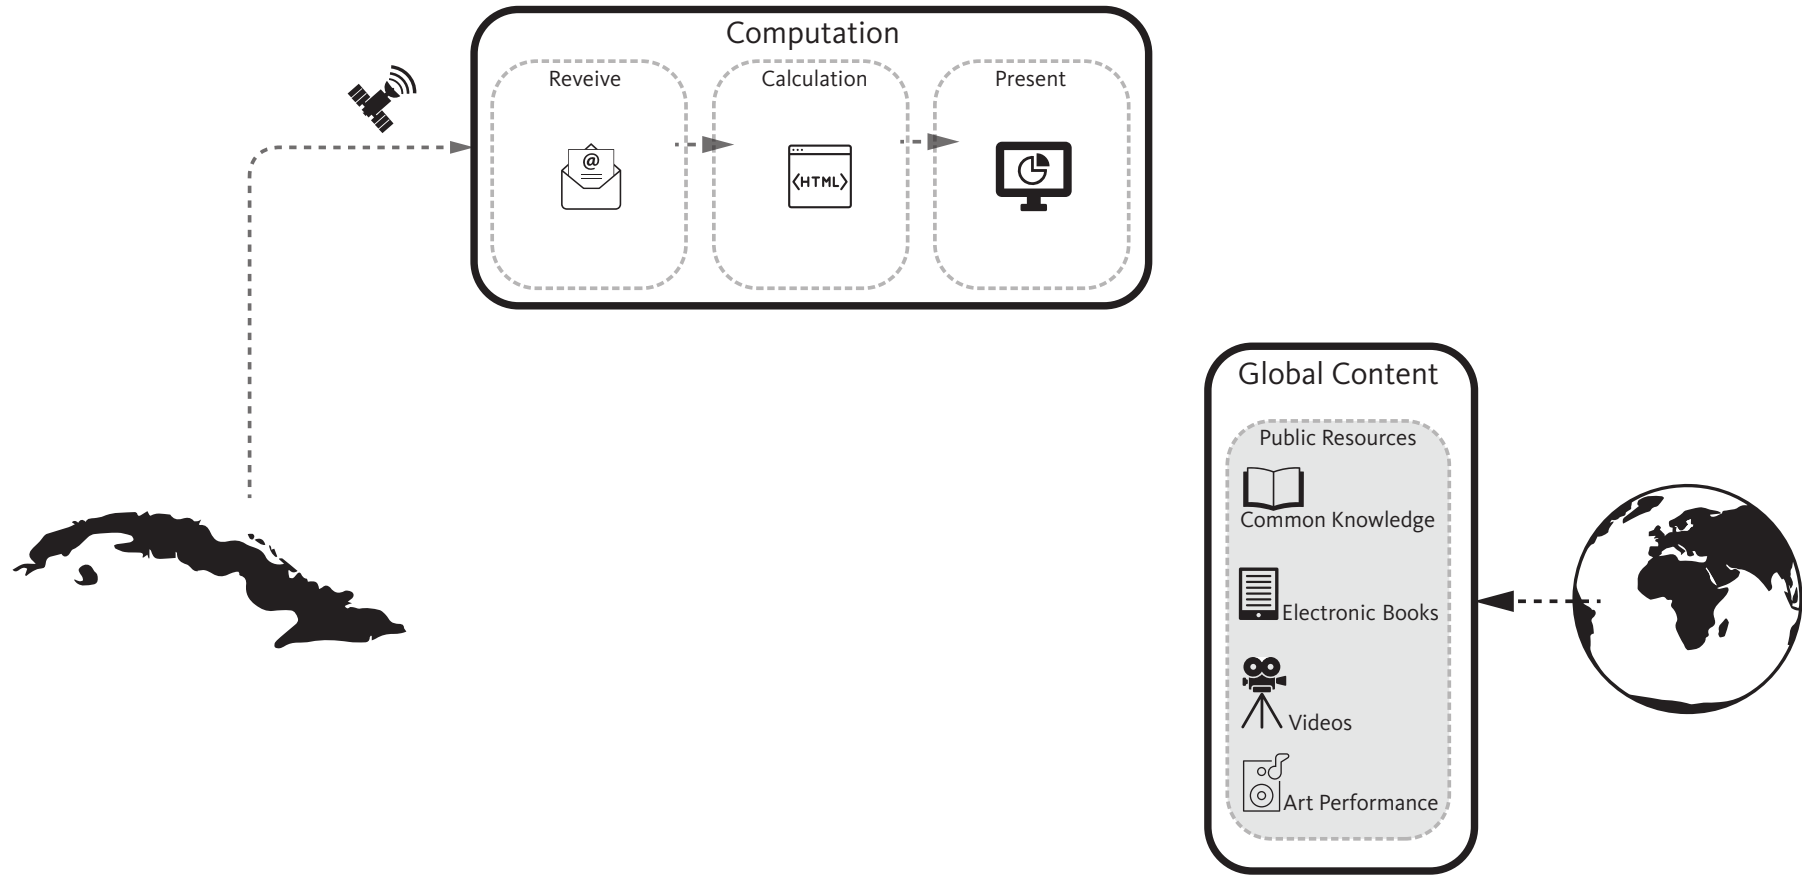 Computation
Reveive
Calculation
Present
@
<HTML>
Global Content
Public Resources
Common Knowledge
Electronic Books
Videos
Art Performance